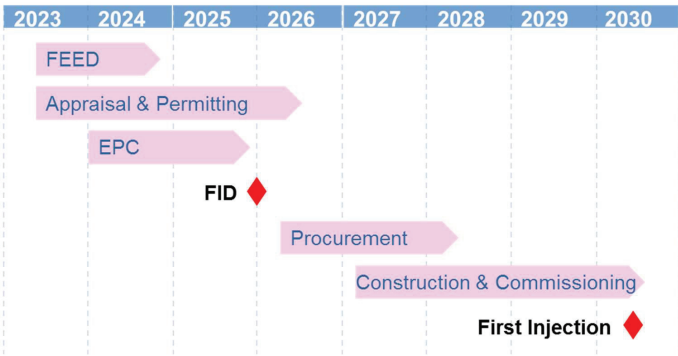 2023 2024 2025 2026 2027 2028 2029 2030
FEED
Appraisal & Permitting
EPC
FID
Procurement
Construction & Commissioning
First Injection